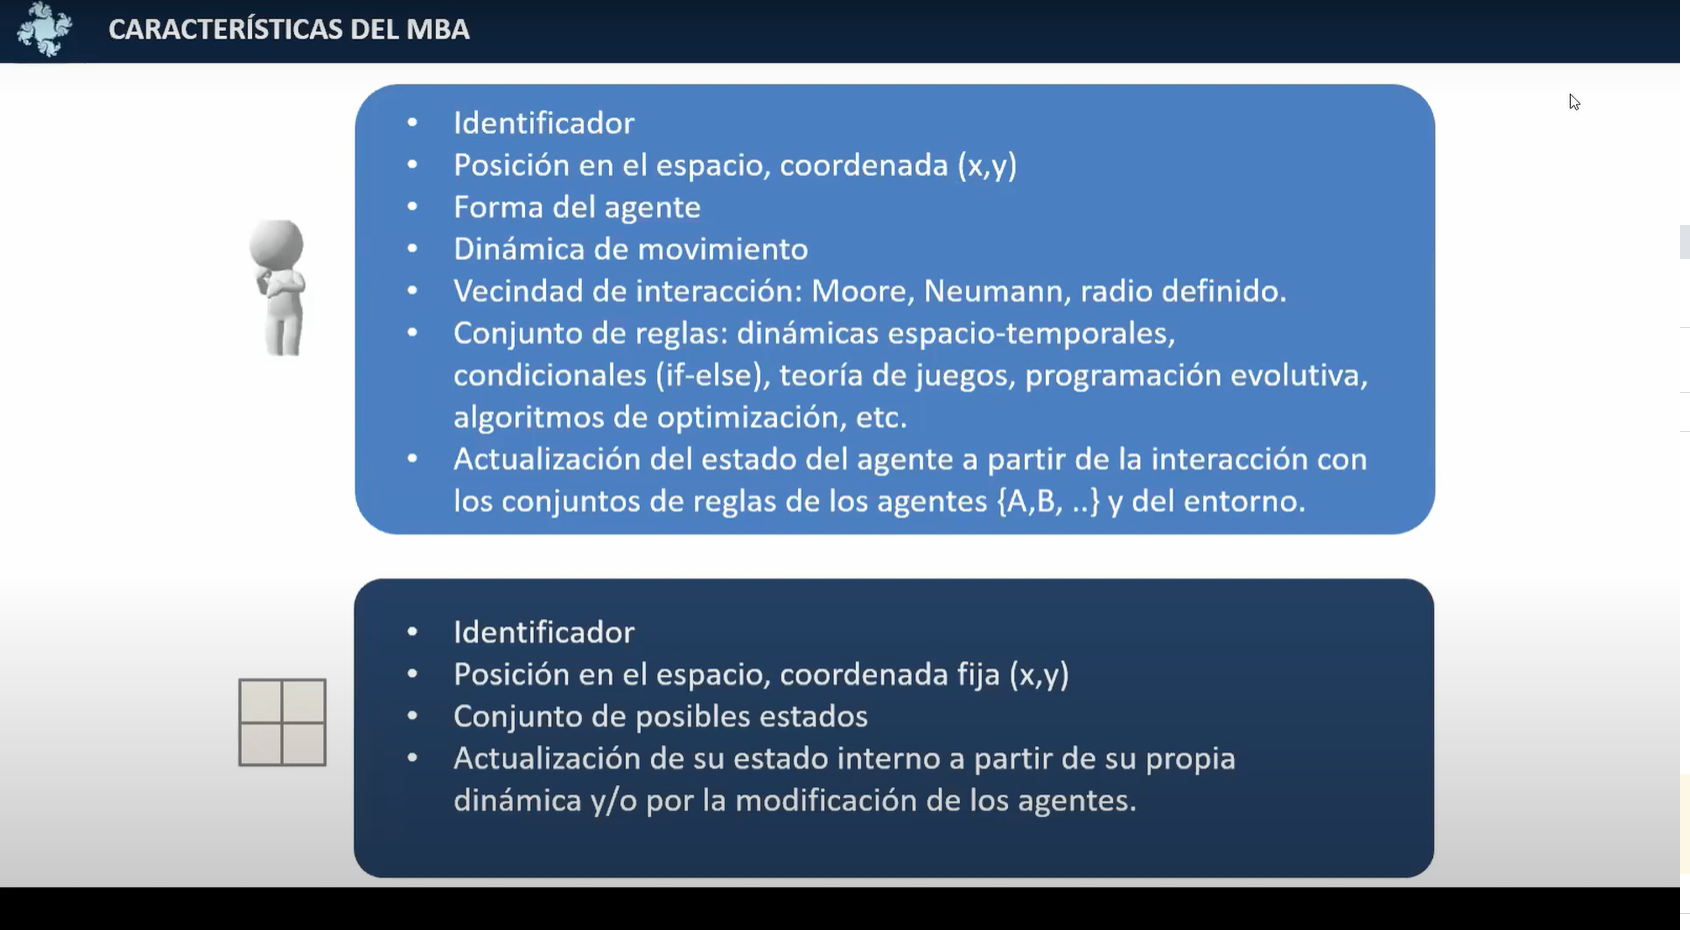 CARACTERÍSTICAS DEL MBA
• Identificador
• Posición en el espacio, coordenada (x,y)
• Forma del agente
• Dinámica de movimiento
• Vecindad de interacción: Moore, Neumann, radio definido.
• Conjunto de reglas: dinámicas espacio-temporales,
condicionales (if-else), teoría de juegos, programación evolutiva,
algoritmos de optimización, etc.
• Actualización del estado del agente a partir de la interacción con
los conjuntos de reglas de los agentes {A,B, ..} y del entorno.
• Identificador
• Posición en el espacio, coordenada fija (x,y)
• Conjunto de posibles estados
• Actualización de su estado interno a partir de su propia
dinámica y/o por la modificación de los agentes.